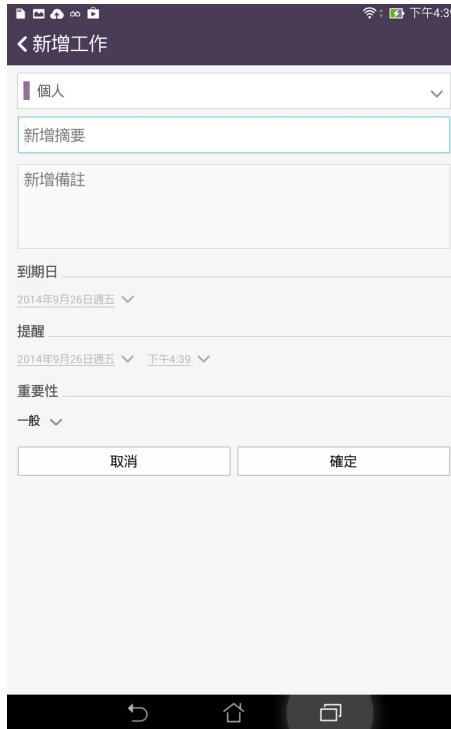 下午4:39
新增工作
個人
新增摘要
新增備註
到期日
2014年9月26日週五
提醒
2014年9月26日週五 下午4:39
重要性
一般
取消 確定